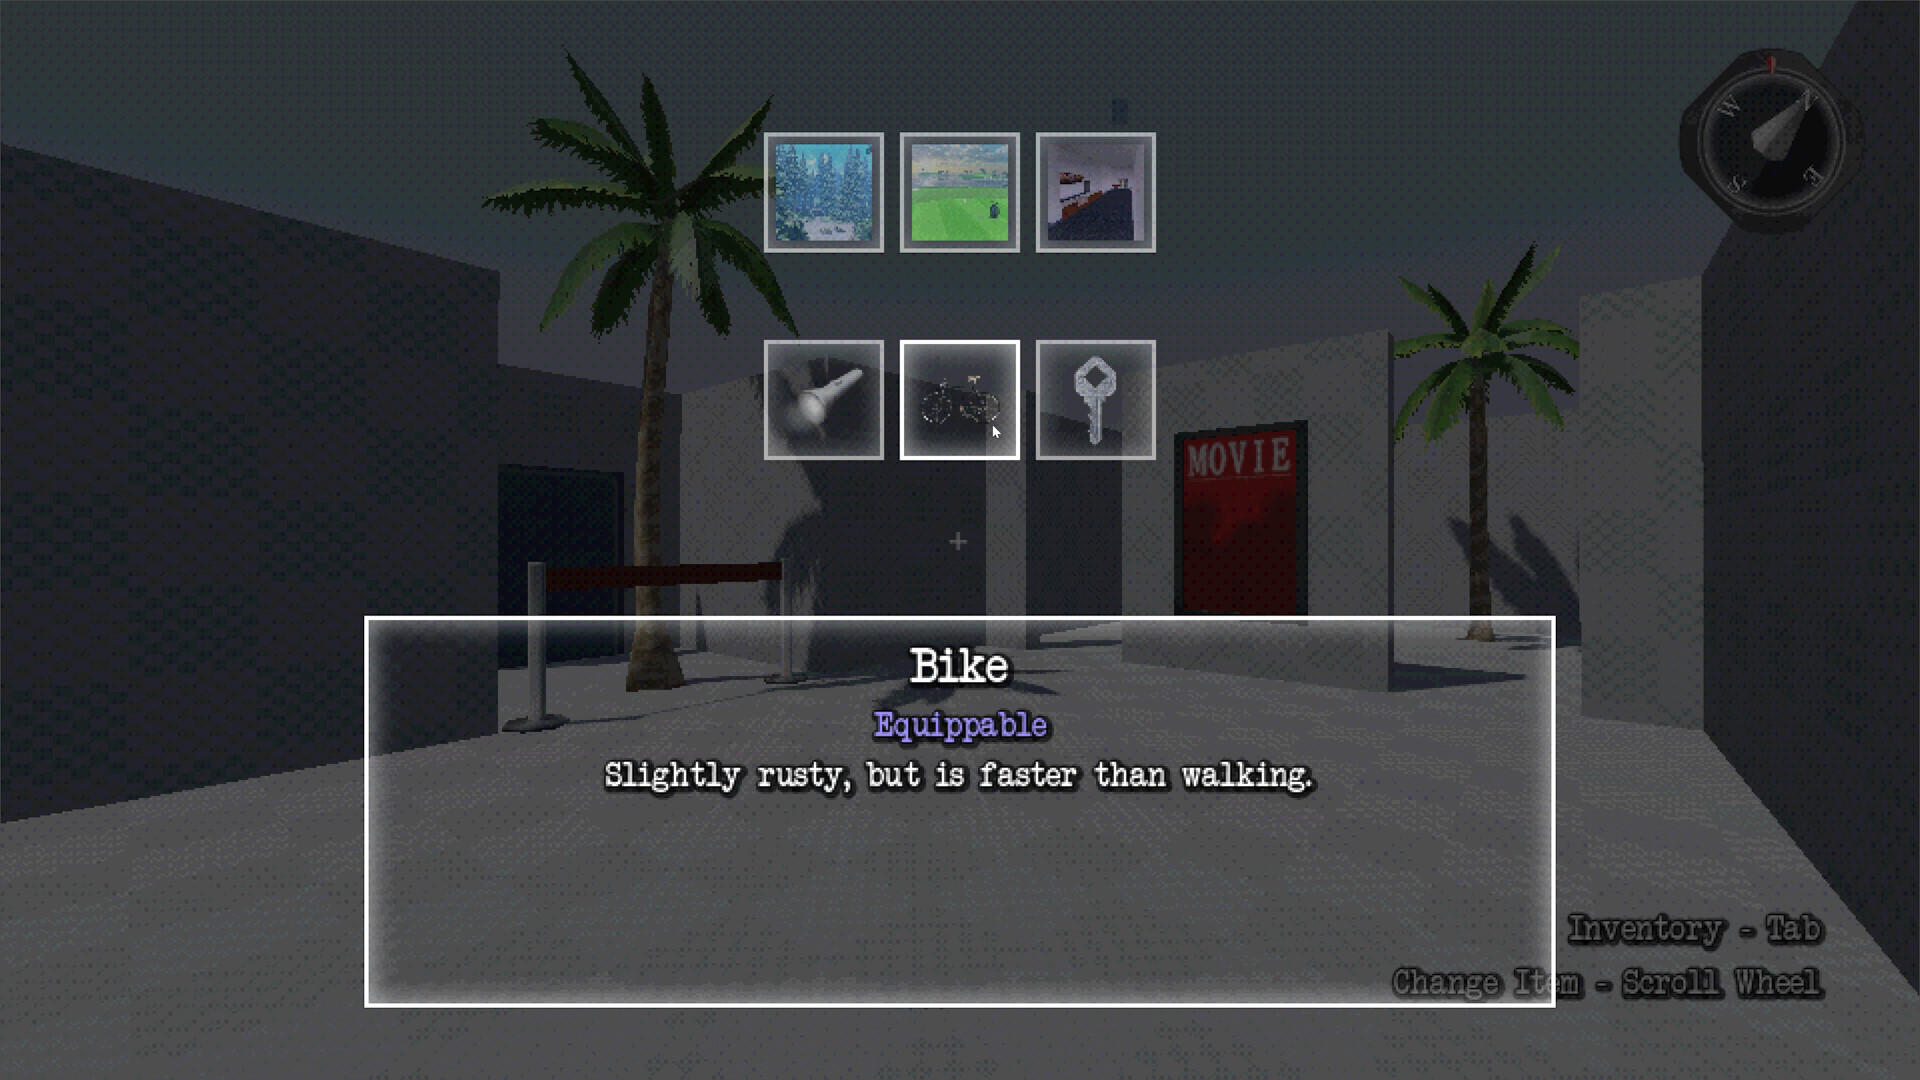 W
N
S
E
MOVIE
Bike
Equippable
Slightly rusty, but is faster than walking.
Inventory - Tab
Change Item - Scroll Wheel